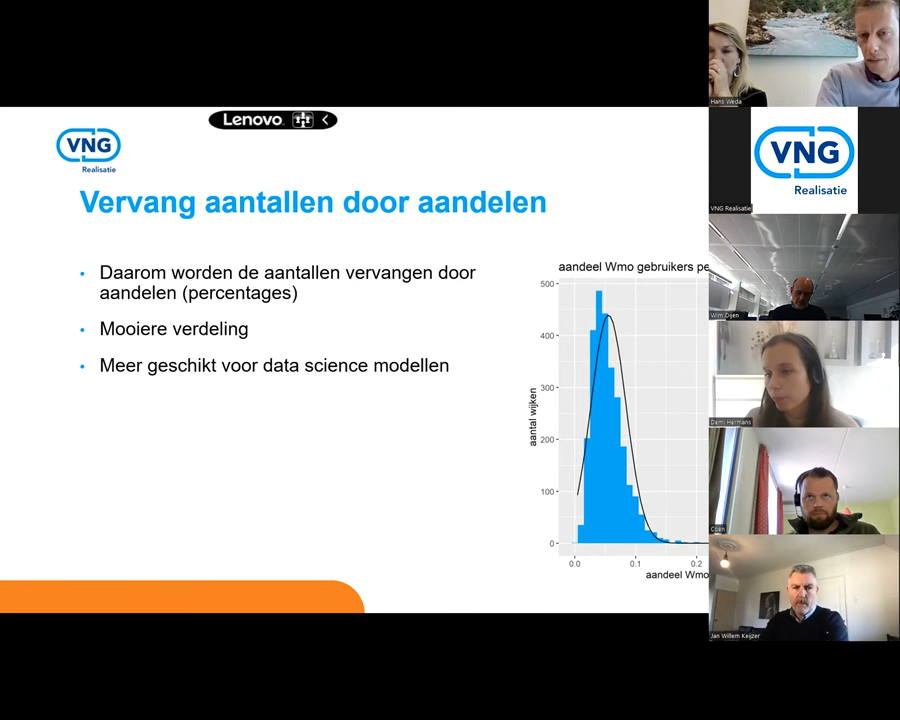 Lenovo
VNG
Realisatie
Vervang aantallen door aandelen
• Daarom worden de aantallen vervangen door
aandelen (percentages)
• Mooiere verdeling
• Meer geschikt voor data science modellen
aandeel Wmo gebruikers pe
500
400
300
200
100
0
aantal wijken
0.0
0.1
0.2
aandeel Wmo
Hans Weda
VNG
Realisatie
VNG Realisatie
Wim Dijen
Demi Hermans
Coen
Jan Willem Keijzer